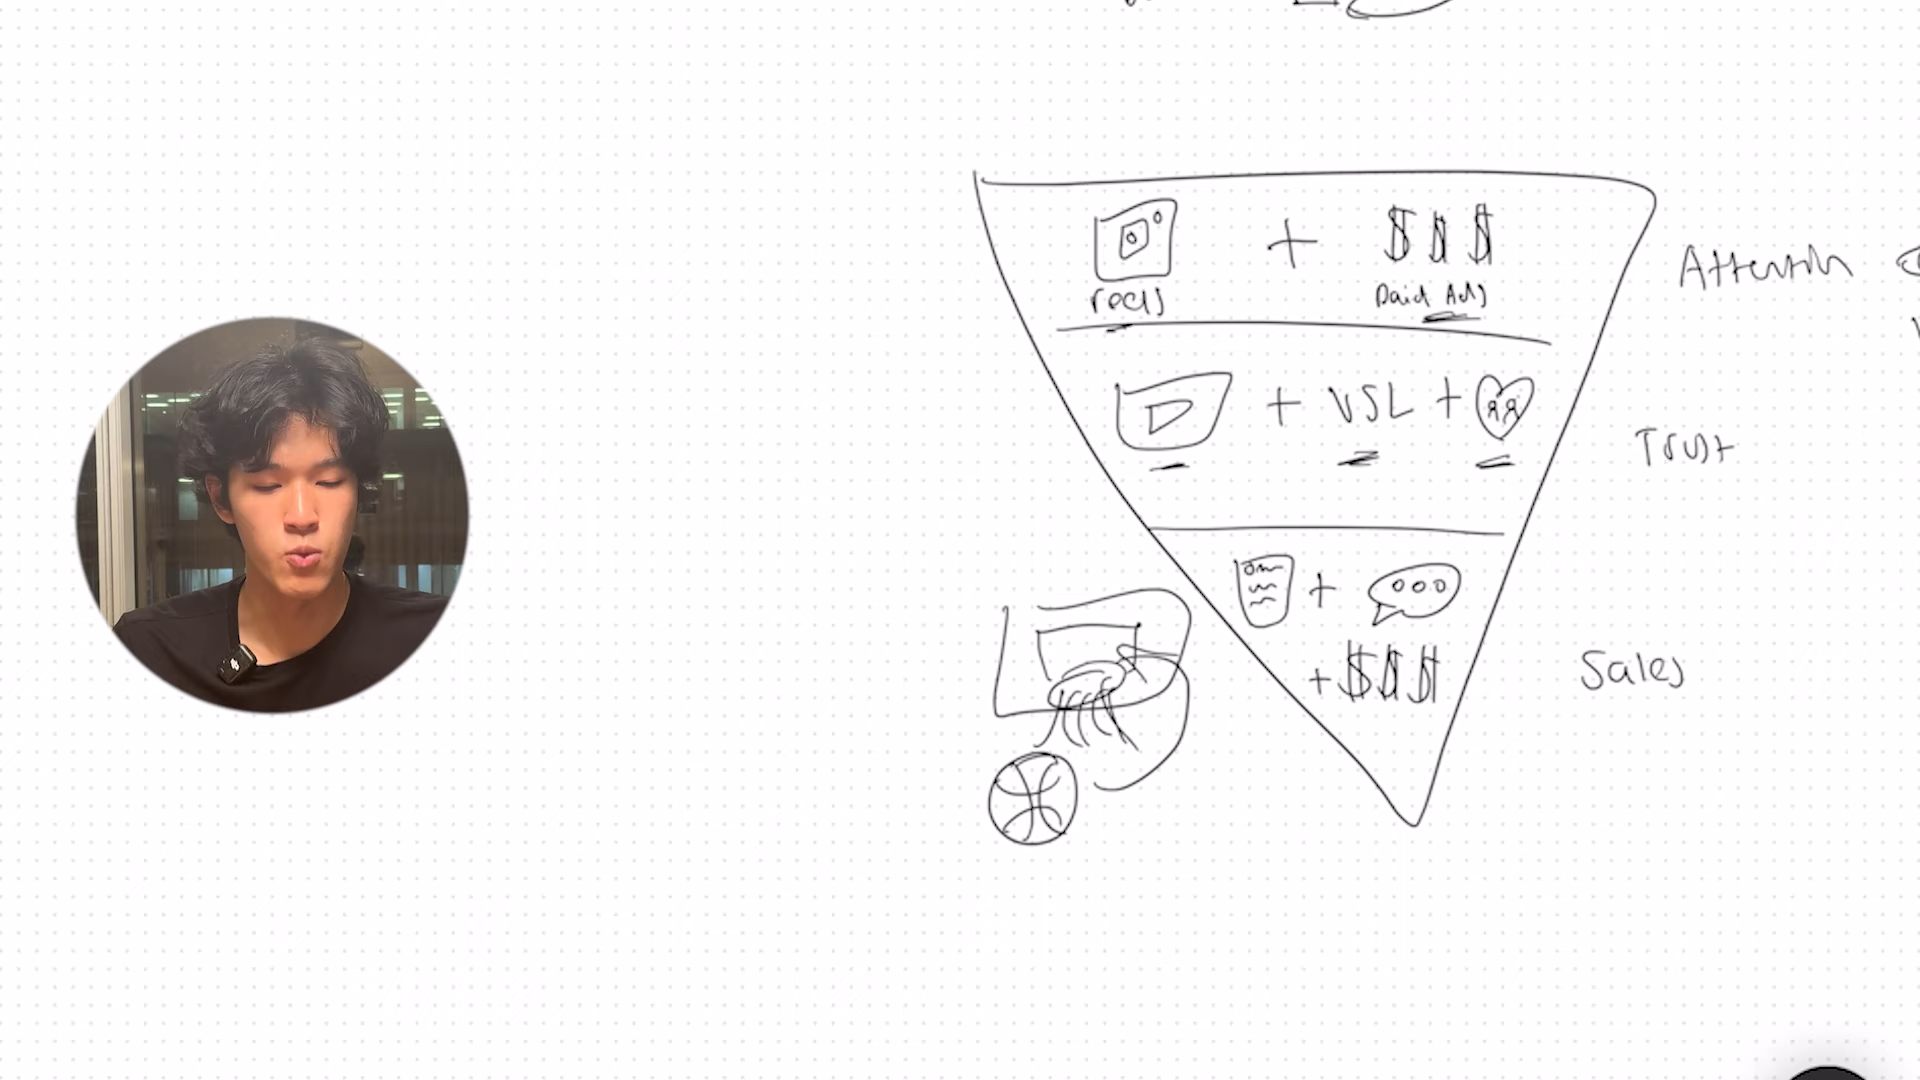 + $ $ $
reels
Paid Ads
Attention
+ VSL +
Trust
+
+ $$$
Sales